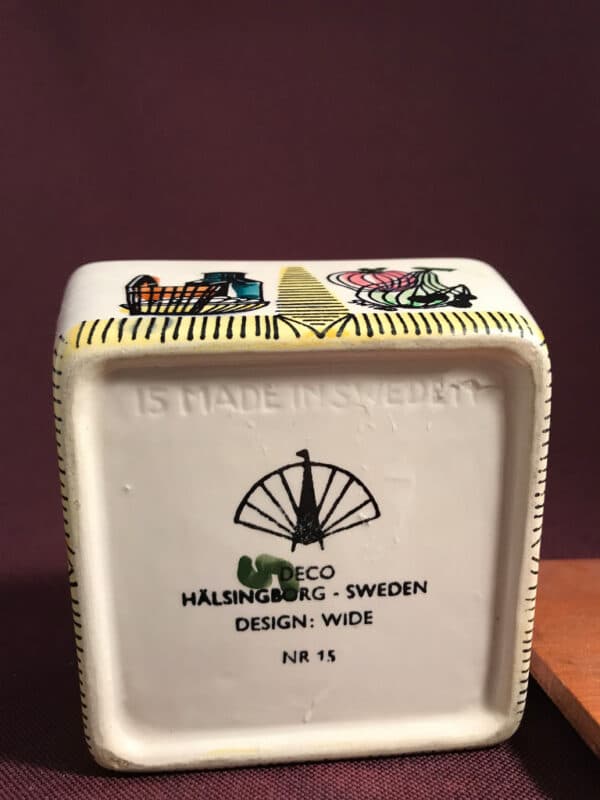 15 MADE IN SWEDEN
DECO
HÄLSINGBORG - SWEDEN
DESIGN: WIDE
NR 15